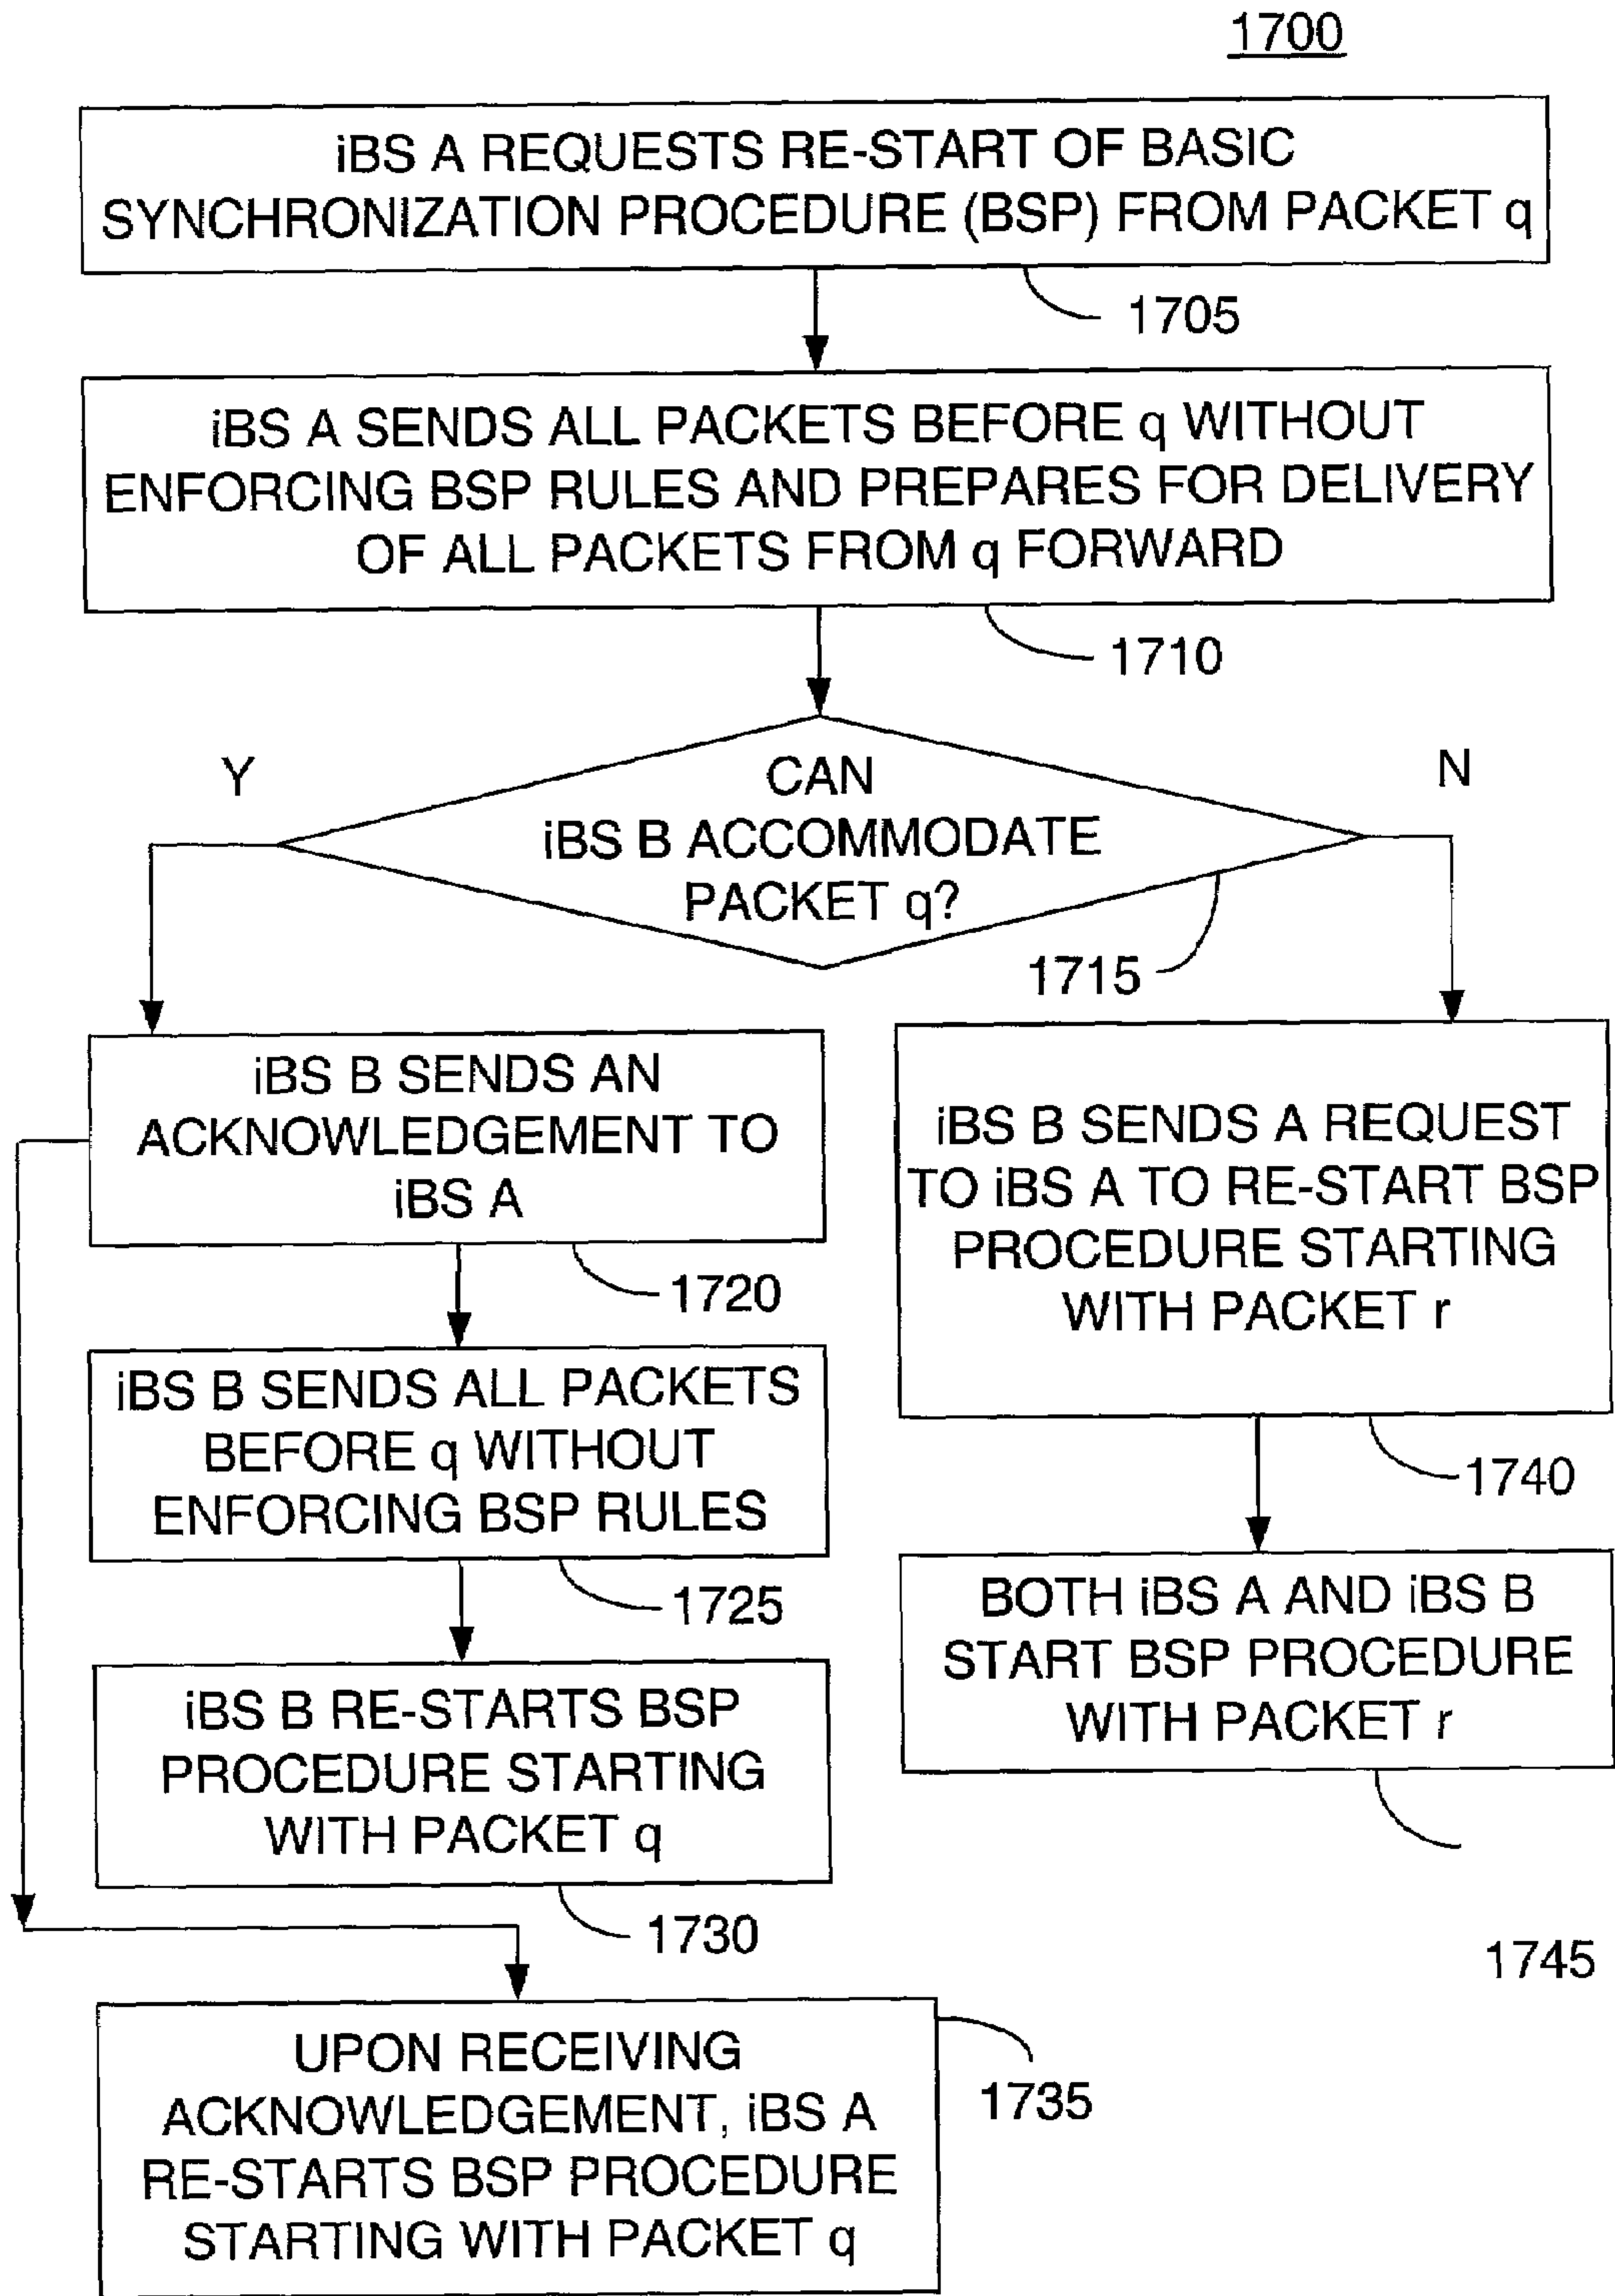 1700
iBS A REQUESTS RE-START OF BASIC
SYNCHRONIZATION PROCEDURE (BSP) FROM PACKET q
1705
iBS A SENDS ALL PACKETS BEFORE q WITHOUT
ENFORCING BSP RULES AND PREPARES FOR DELIVERY
OF ALL PACKETS FROM q FORWARD
1710
Y
CAN
iBS B ACCOMMODATE
PACKET q?
N
1715
iBS B SENDS AN
ACKNOWLEDGEMENT TO
iBS A
1720
iBS B SENDS ALL PACKETS
BEFORE q WITHOUT
ENFORCING BSP RULES
1725
iBS B RE-STARTS BSP
PROCEDURE STARTING
WITH PACKET q
1730
iBS B SENDS A REQUEST
TO iBS A TO RE-START BSP
PROCEDURE STARTING
WITH PACKET r
1740
BOTH iBS A AND iBS B
START BSP PROCEDURE
WITH PACKET r
1745
UPON RECEIVING
ACKNOWLEDGEMENT, iBS A
RE-STARTS BSP PROCEDURE
STARTING WITH PACKET q
1735